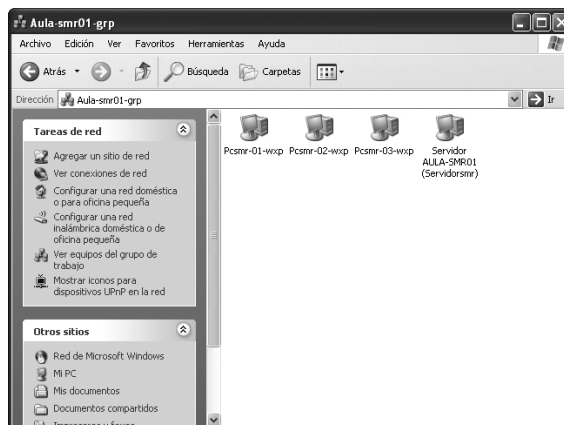 Aula-smr01-grp
Archivo Edición Ver Favoritos Herramientas Ayuda
Atrás Búsqueda Carpetas
Dirección Aula-smr01-grp Ir
Tareas de red
Agregar un sitio de red
Ver conexiones de red
Configurar una red doméstica
o para oficina pequeña
Configurar una red
inalámbrica doméstica o de
oficina pequeña
Ver equipos del grupo de
trabajo
Mostrar iconos para
dispositivos UPnP en la red
Otros sitios
Red de Microsoft Windows
Mi PC
Mis documentos
Documentos compartidos
Pcsmr-01-wxp Pcsmr-02-wxp Pcsmr-03-wxp Servidor
AULA-SMR01
(Servidorsmr)